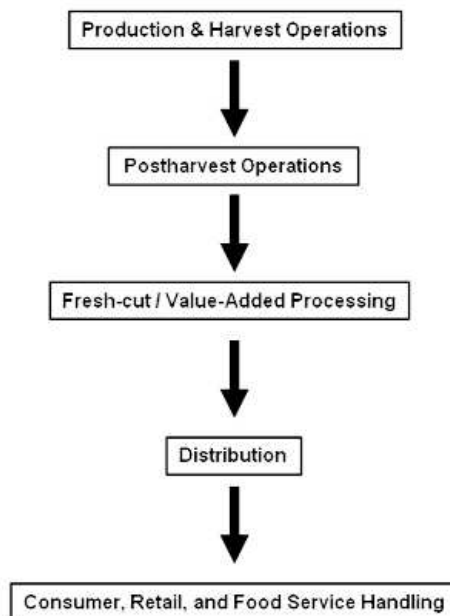 Production & Harvest Operations
Postharvest Operations
Fresh-cut / Value-Added Processing
Distribution
Consumer, Retail, and Food Service Handling